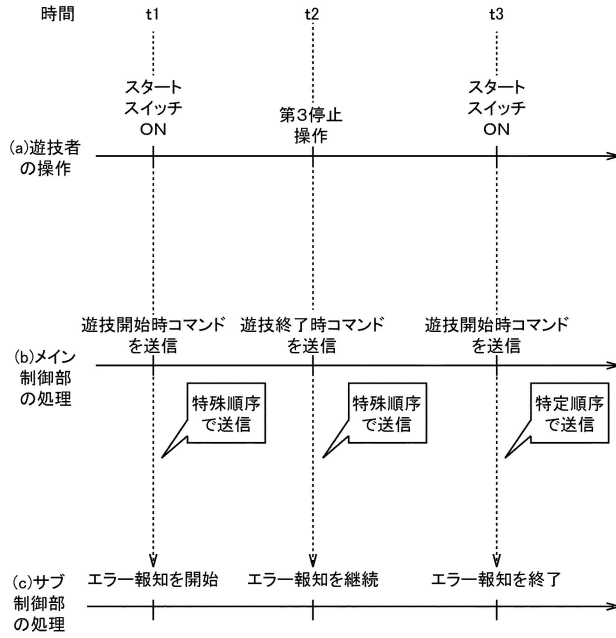 時間
t1
t2
t3
スタート
スイッチ
ON
第3停止
操作
スタート
スイッチ
ON
(a)遊技者
の操作
遊技開始時コマンド
を送信
遊技終了時コマンド
を送信
遊技開始時コマンド
を送信
(b)メイン
制御部
の処理
特殊順序
で送信
特殊順序
で送信
特定順序
で送信
エラー報知を開始
エラー報知を継続
エラー報知を終了
(c)サブ
制御部
の処理